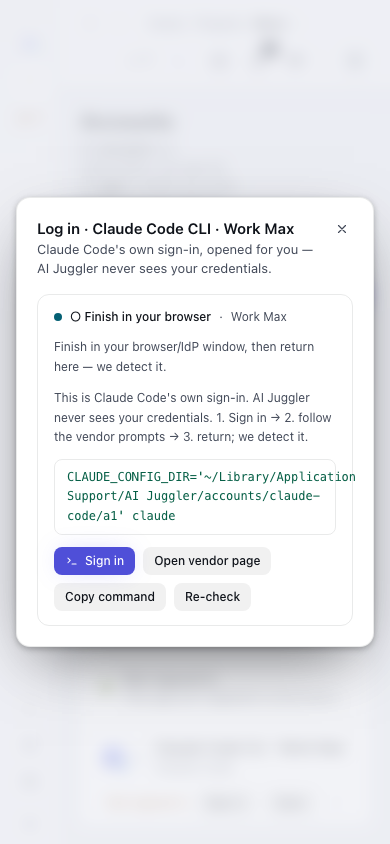 Log in · Claude Code CLI · Work Max
Claude Code's own sign-in, opened for you —
AI Juggler never sees your credentials.
Finish in your browser · Work Max
Finish in your browser/IdP window, then return
here — we detect it.
This is Claude Code's own sign-in. AI Juggler
never sees your credentials. 1. Sign in → 2. follow
the vendor prompts → 3. return; we detect it.
CLAUDE_CONFIG_DIR='~/Library/Application
Support/AI Juggler/accounts/claude-
code/a1' claude
Sign in
Open vendor page
Copy command
Re-check